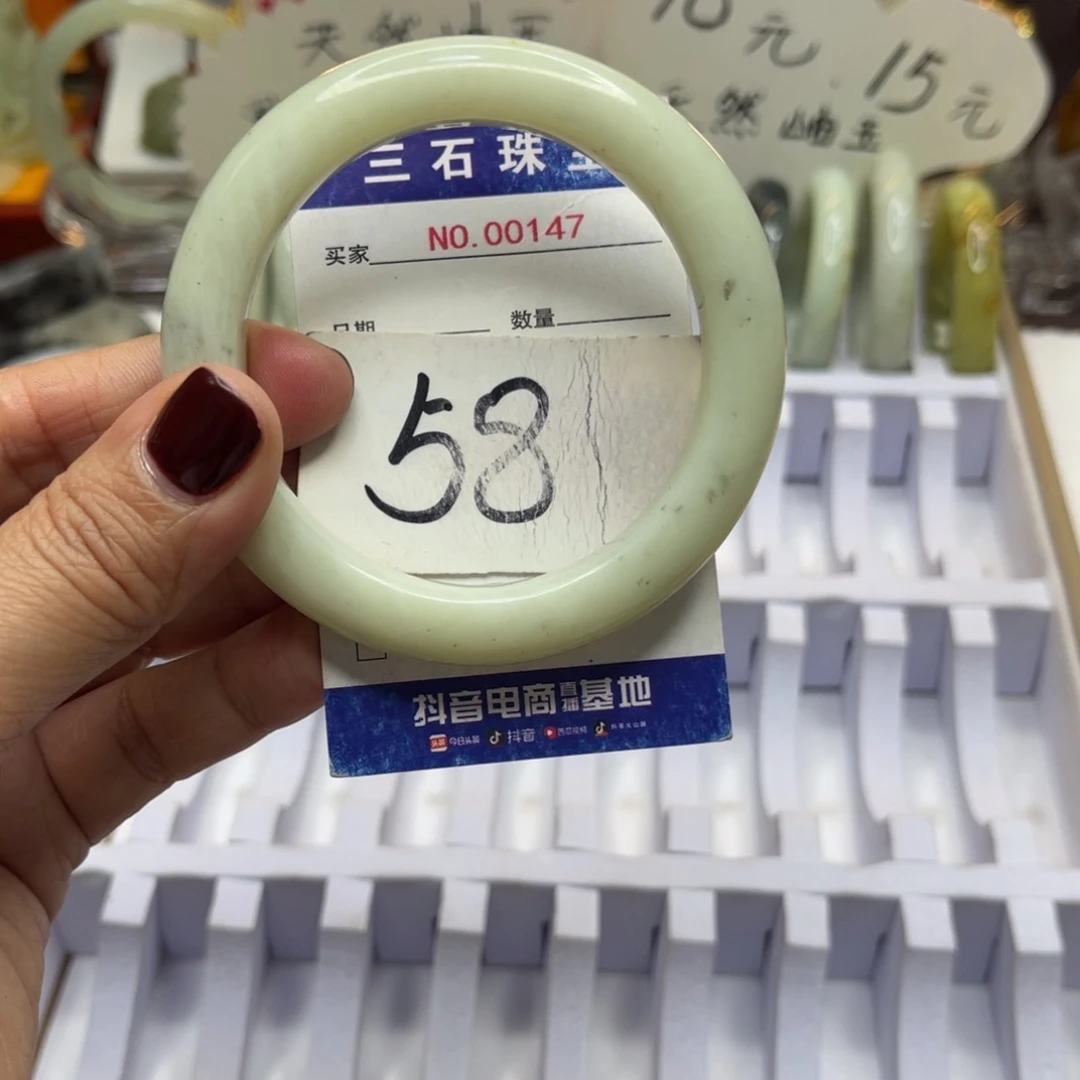 天然岫玉
元
15元
然岫玉
三石珠宝
NO.00147
买家
日期 数量
58
抖音电商直播基地
今日头条 抖音 西瓜视频